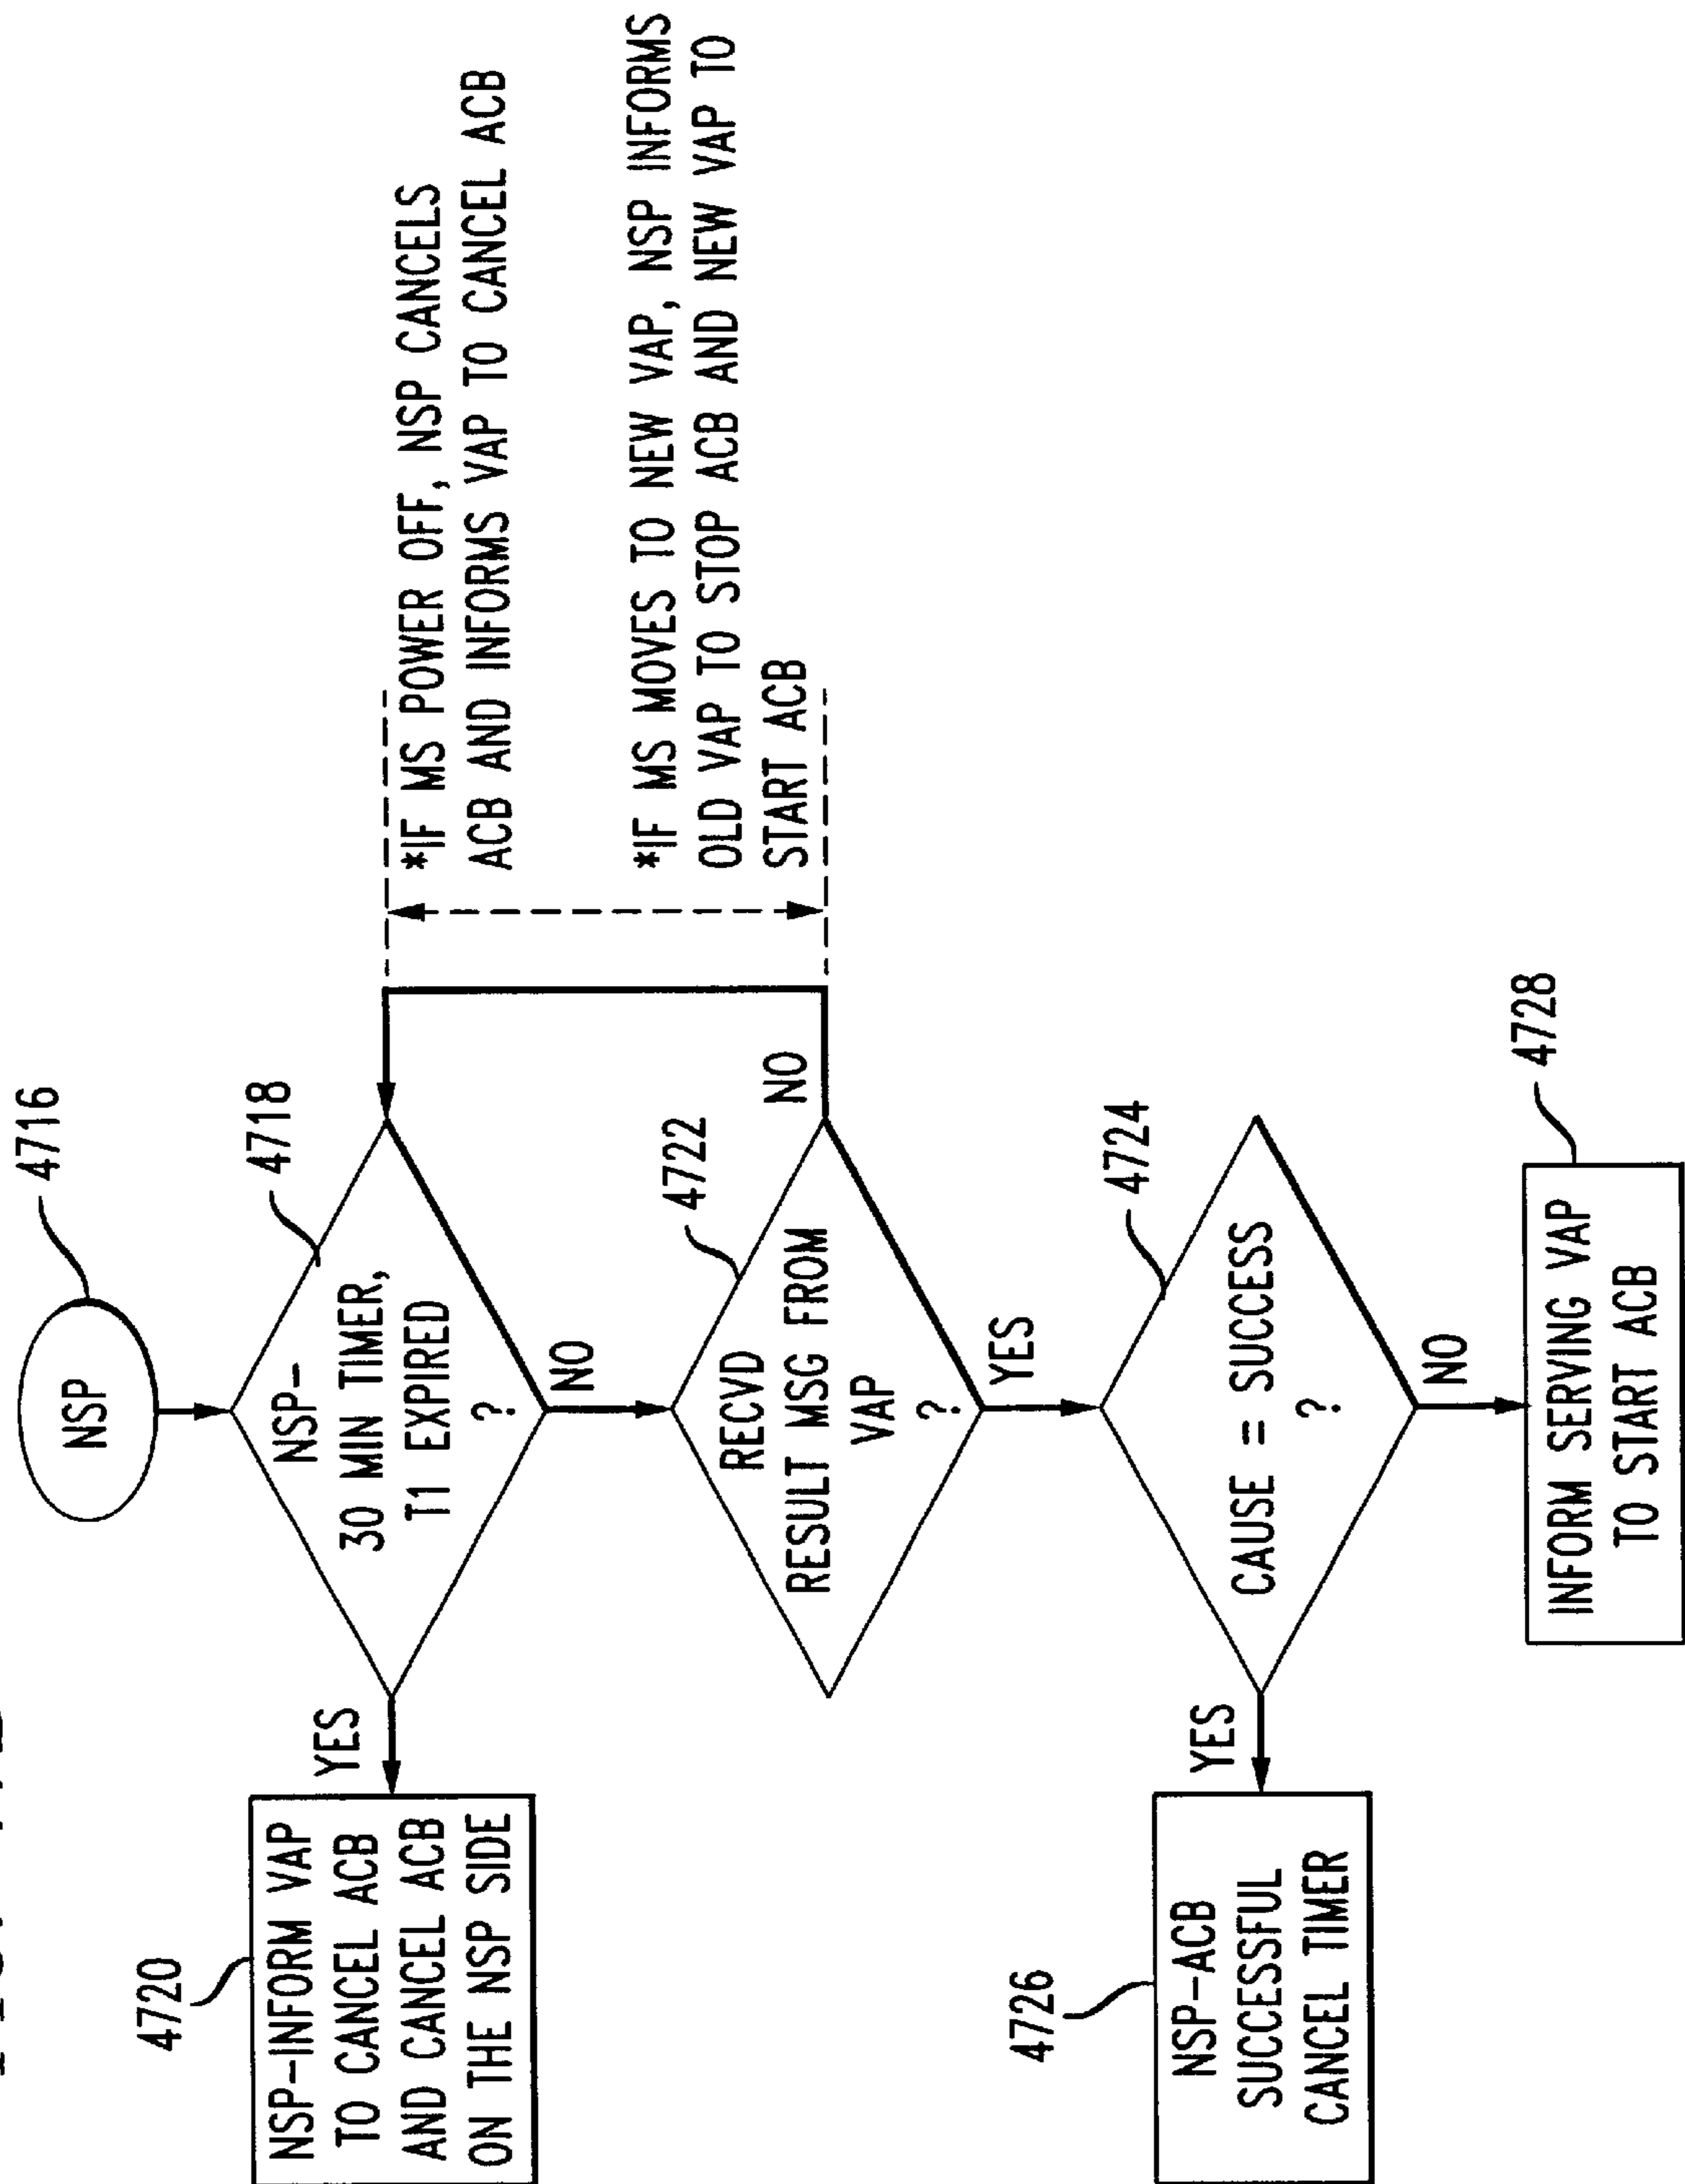 NSP
4716
NSP-
30 MIN TIMER,
T1 EXPIRED
?
4718
YES
NO
4720
NSP-INFORM VAP
TO CANCEL ACB
AND CANCEL ACB
ON THE NSP SIDE
*IF MS POWER OFF, NSP CANCELS
ACB AND INFORMS VAP TO CANCEL ACB
*IF MS MOVES TO NEW VAP, NSP INFORMS
OLD VAP TO STOP ACB AND NEW VAP TO
START ACB
4722
RECVD
RESULT MSG FROM
VAP
?
NO
YES
4724
CAUSE = SUCCESS
?
YES
NO
4726
NSP-ACB
SUCCESSFUL
CANCEL TIMER
4728
INFORM SERVING VAP
TO START ACB